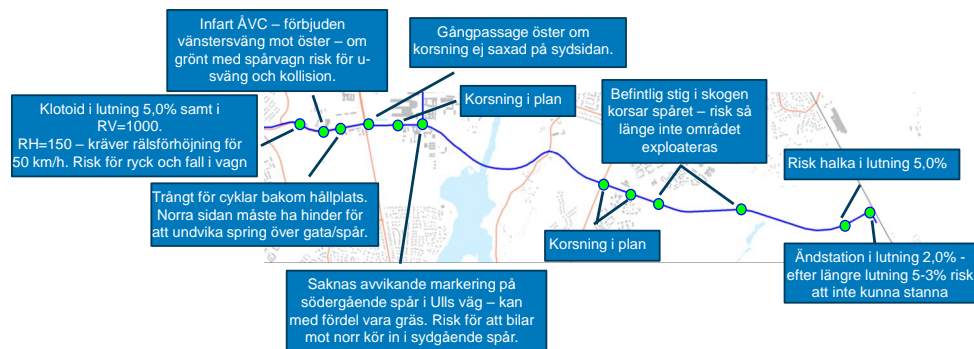 Infart ÅVC – förbjuden
vänstersväng mot öster – om
grönt med spårvagn risk för u-
sväng och kollision.
Gångpassage öster om
korsning ej saxad på sydsidan.
Klotoid i lutning 5,0% samt i
RV=1000.
RH=150 – kräver rälsförhöjning för
50 km/h. Risk för ryck och fall i vagn
Korsning i plan
Befintlig stig i skogen
korsar spåret – risk så
länge inte området
exploateras
Risk halka i lutning 5,0%
Trångt för cyklar bakom hållplats.
Norra sidan måste ha hinder för
att undvika spring över gata/spår.
Korsning i plan
Saknas avvikande markering på
södergående spår i Ulls väg – kan
med fördel vara gräs. Risk för att bilar
mot norr kör in i sydgående spår.
Ändstation i lutning 2,0% -
efter längre lutning 5-3% risk
att inte kunna stanna